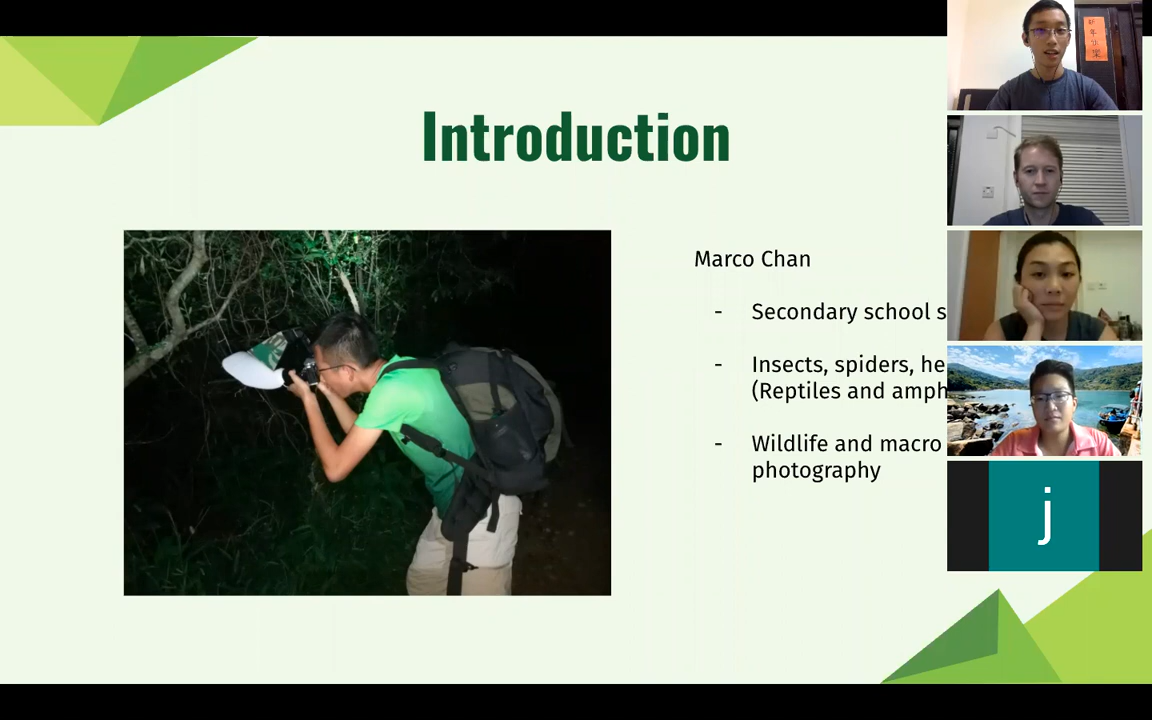 Introduction
Marco Chan
- Secondary school s
- Insects, spiders, he
(Reptiles and amph
- Wildlife and macro
photography
j